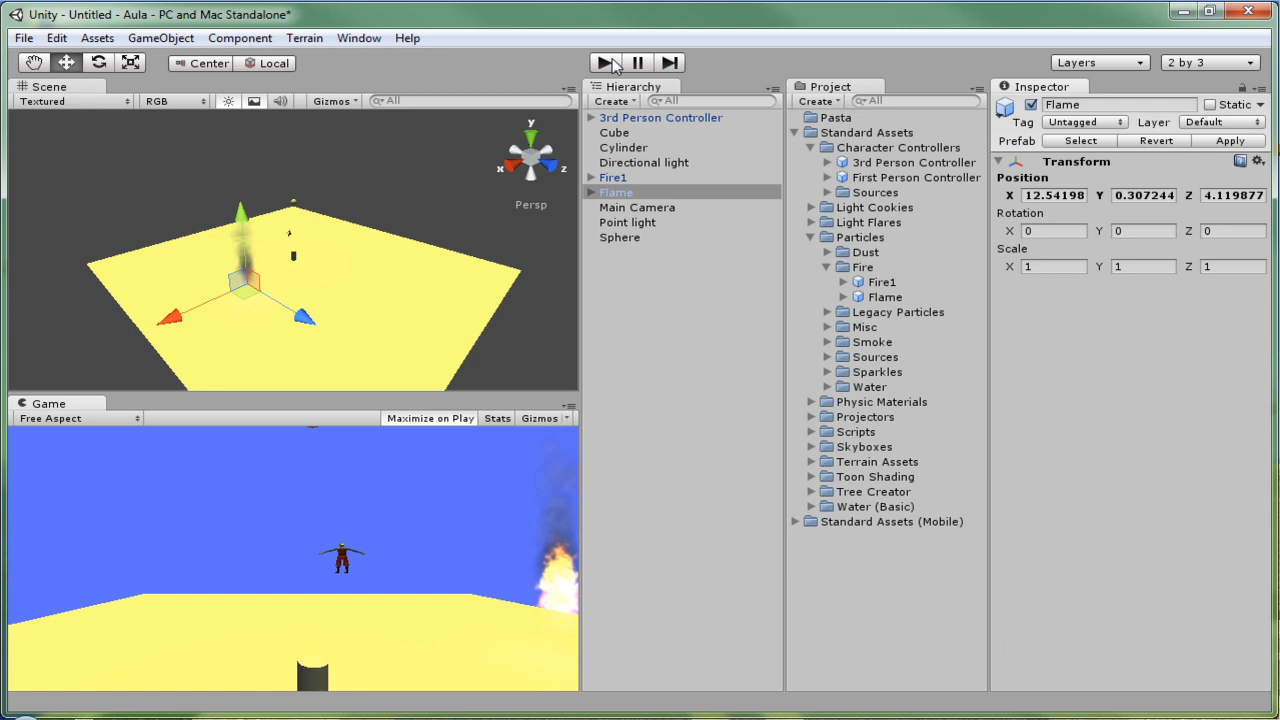 Unity - Untitled - Aula - PC and Mac Standalone*
File Edit Assets GameObject Component Terrain Window Help
Center Local
Layers
2 by 3
Scene
Textured RGB Gizmos All
y
x
z
Persp
Game
Free Aspect Maximize on Play Stats Gizmos
Hierarchy
Create All
3rd Person Controller
Cube
Cylinder
Directional light
Fire1
Flame
Main Camera
Point light
Sphere
Project
Create All
Pasta
Standard Assets
Character Controllers
3rd Person Controller
First Person Controller
Sources
Light Cookies
Light Flares
Particles
Dust
Fire
Fire1
Flame
Legacy Particles
Misc
Smoke
Sources
Sparkles
Water
Physic Materials
Projectors
Scripts
Skyboxes
Terrain Assets
Toon Shading
Tree Creator
Water (Basic)
Standard Assets (Mobile)
Inspector
Flame Static
Tag Untagged Layer Default
Prefab Select Revert Apply
Transform
Position
X 12.54198 Y 0.307244 Z 4.119877
Rotation
X 0 Y 0 Z 0
Scale
X 1 Y 1 Z 1